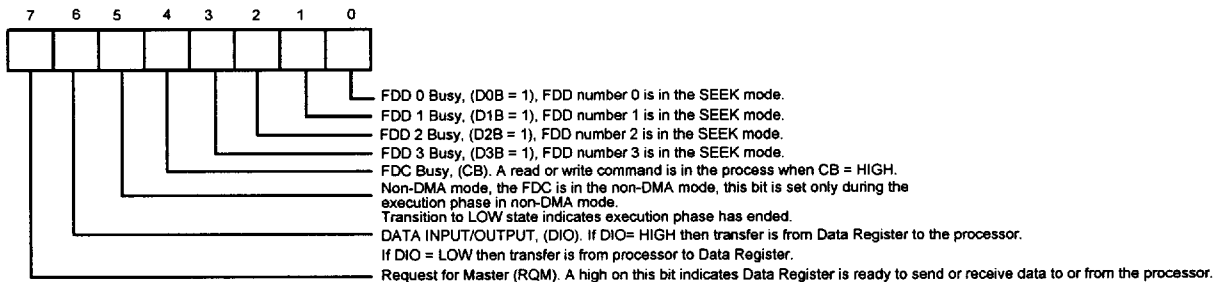 7 6 5 4 3 2 1 0
FDD 0 Busy, (D0B = 1), FDD number 0 is in the SEEK mode.
FDD 1 Busy, (D1B = 1), FDD number 1 is in the SEEK mode.
FDD 2 Busy, (D2B = 1), FDD number 2 is in the SEEK mode.
FDD 3 Busy, (D3B = 1), FDD number 3 is in the SEEK mode.
FDC Busy, (CB). A read or write command is in the process when CB = HIGH.
Non-DMA mode, the FDC is in the non-DMA mode, this bit is set only during the
execution phase in non-DMA mode.
Transition to LOW state indicates execution phase has ended.
DATA INPUT/OUTPUT, (DIO). If DIO= HIGH then transfer is from Data Register to the processor.
If DIO = LOW then transfer is from processor to Data Register.
Request for Master (RQM). A high on this bit indicates Data Register is ready to send or receive data to or from the processor.